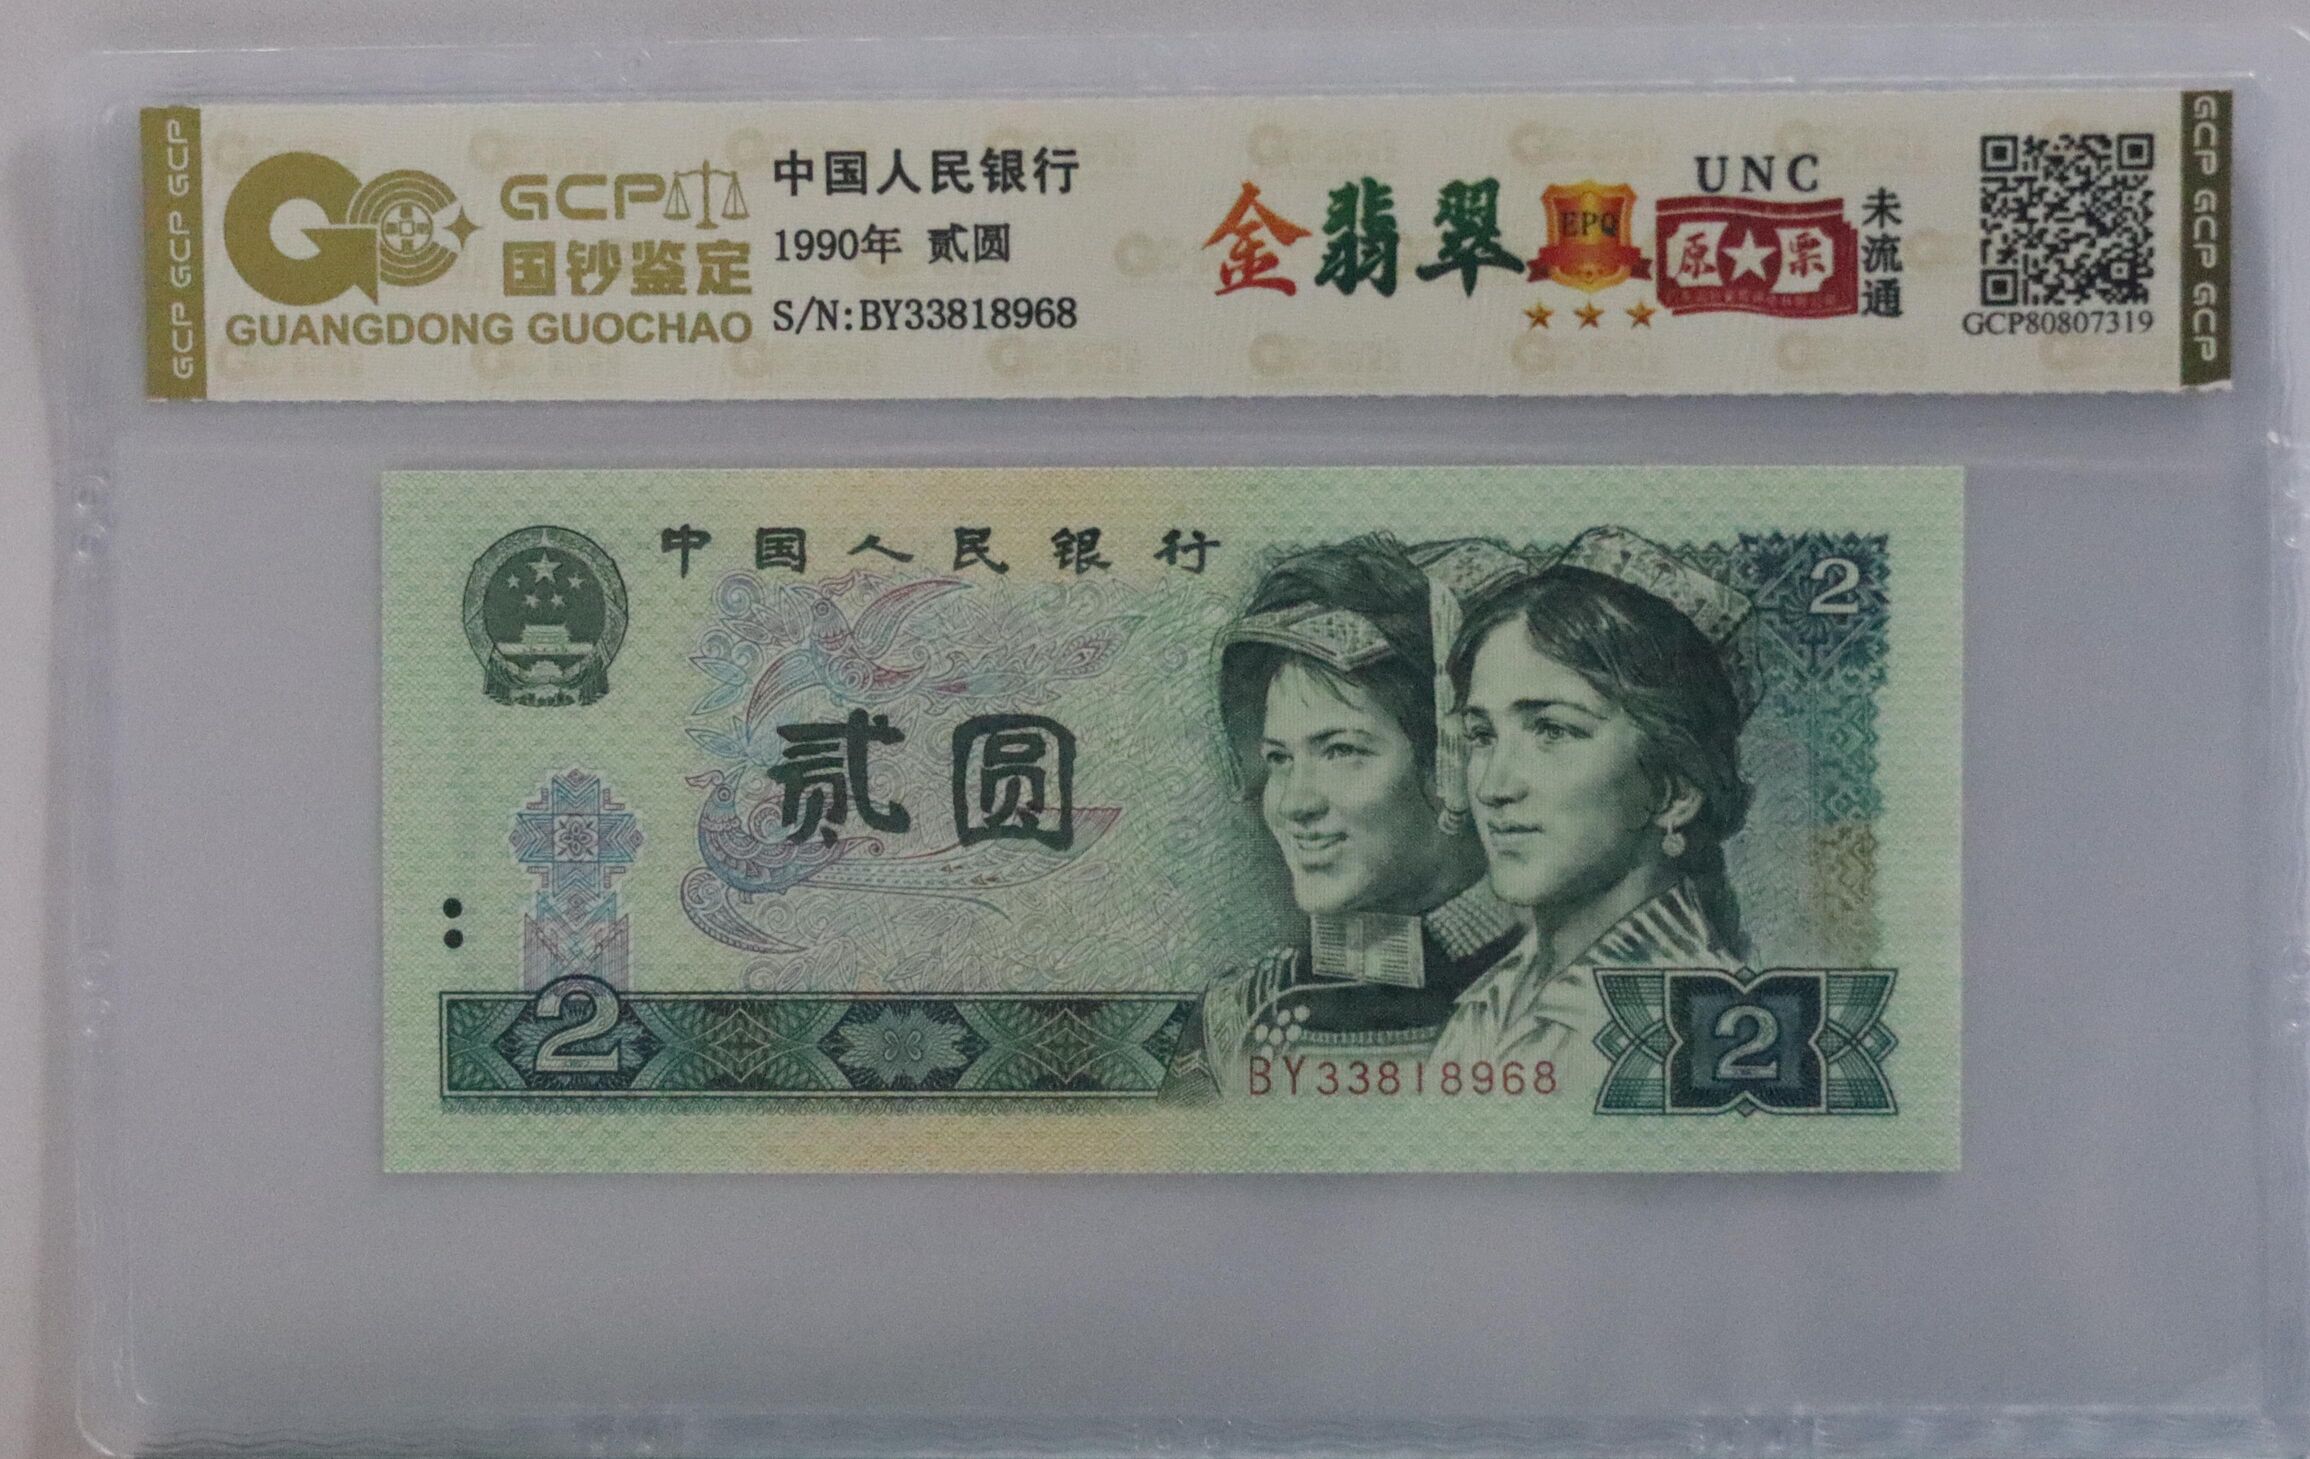 GCP GCP GCP
GCP
国钞鉴定
GUANGDONG GUOCHAO
中国人民银行
1990年 贰圆
S/N:BY33818968
金翡翠
EPQ
UNC
原 票
未流通
GCP80807319
GCP GCP GCP
中国人民银行
2
贰圆
2
BY33818968
2